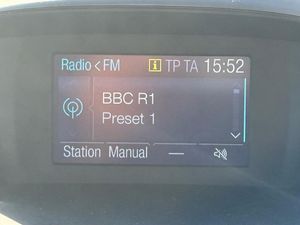 Radio < FM i TP TA 15:52
BBC R1
Preset 1
Station Manual —